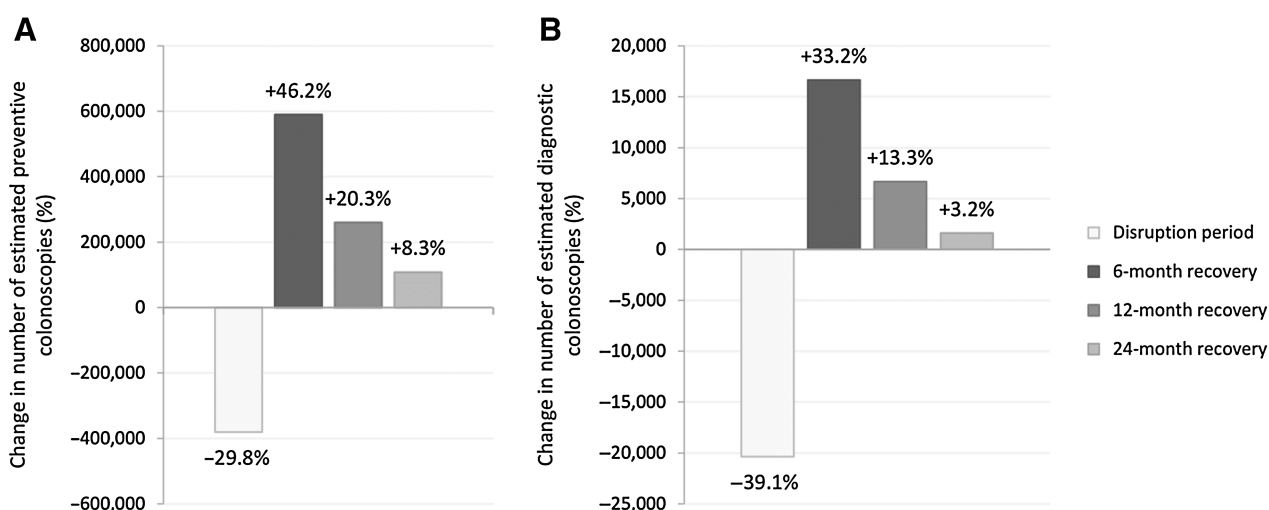 A
Change in number of estimated preventive
colonoscopies (%)
800,000
600,000
400,000
200,000
0
−200,000
−400,000
−600,000
+46.2%
+20.3%
+8.3%
−29.8%
B
Change in number of estimated diagnostic
colonoscopies (%)
20,000
15,000
10,000
5,000
0
−5,000
−10,000
−15,000
−20,000
−25,000
+33.2%
+13.3%
+3.2%
−39.1%
Disruption period
6-month recovery
12-month recovery
24-month recovery